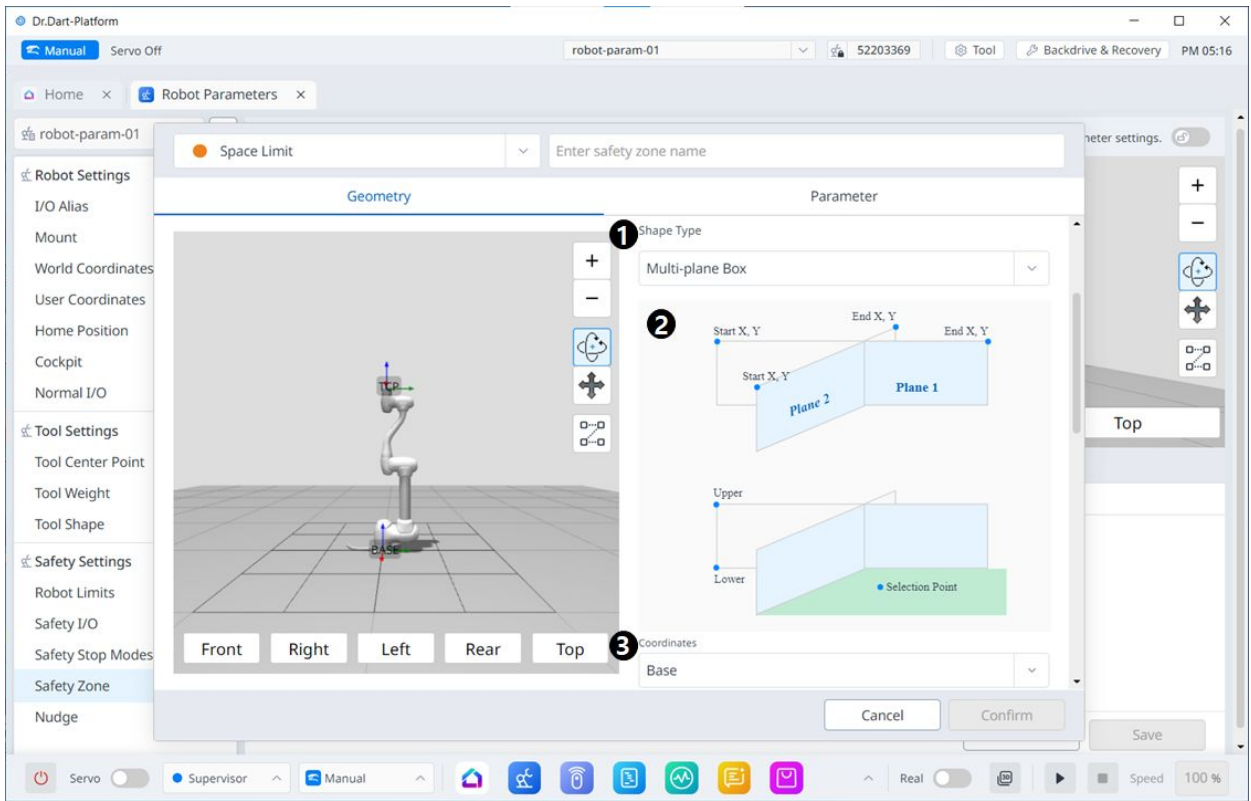 Dr.Dart-Platform
Manual Servo Off robot-param-01 52203369 Tool Backdrive & Recovery PM 05:16
Home Robot Parameters
robot-param-01 meter settings.
Space Limit Enter safety zone name
Geometry Parameter
Robot Settings
I/O Alias
Mount
World Coordinates
User Coordinates
Home Position
Cockpit
Normal I/O
Tool Settings
Tool Center Point
Tool Weight
Tool Shape
Safety Settings
Robot Limits
Safety I/O
Safety Stop Modes
Safety Zone
Nudge
+
−
TCP
BASE
Front Right Left Rear Top
1 Shape Type
Multi-plane Box
2
End X, Y
Start X, Y End X, Y
Start X, Y
Plane 1
Plane 2
Upper
Lower
Selection Point
3 Coordinates
Base
Cancel Confirm
+
−
Top
Save
Servo Supervisor Manual Real 3D Speed 100 %